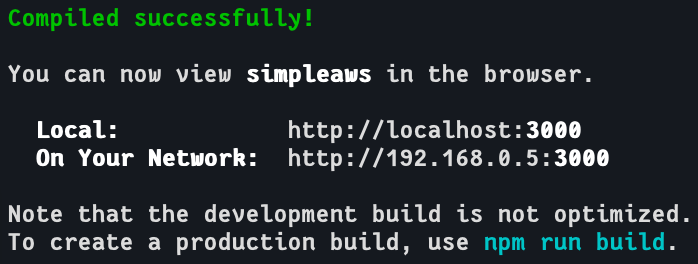 Compiled successfully!
You can now view simpleaws in the browser.
Local: http://localhost:3000
On Your Network: http://192.168.0.5:3000
Note that the development build is not optimized.
To create a production build, use npm run build.